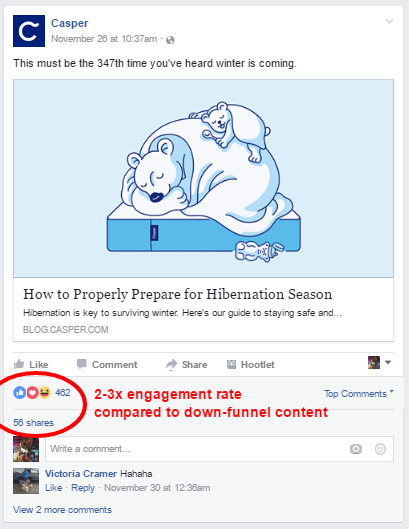 Casper
November 26 at 10:37am ·
This must be the 347th time you've heard winter is coming.
Casper
How to Properly Prepare for Hibernation Season
Hibernation is key to surviving winter. Here's our guide to staying safe and...
BLOG.CASPER.COM
Like Comment Share Hootlet
462
2-3x engagement rate
compared to down-funnel content
Top Comments
56 shares
Write a comment...
Victoria Cramer Hahaha
Like · Reply · November 30 at 12:36am
View 2 more comments